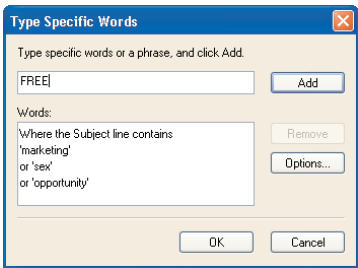 Type Specific Words
Type specific words or a phrase, and click Add.
FREE
Add
Words:
Where the Subject line contains
'marketing'
or 'sex'
or 'opportunity'
Remove
Options...
OK
Cancel